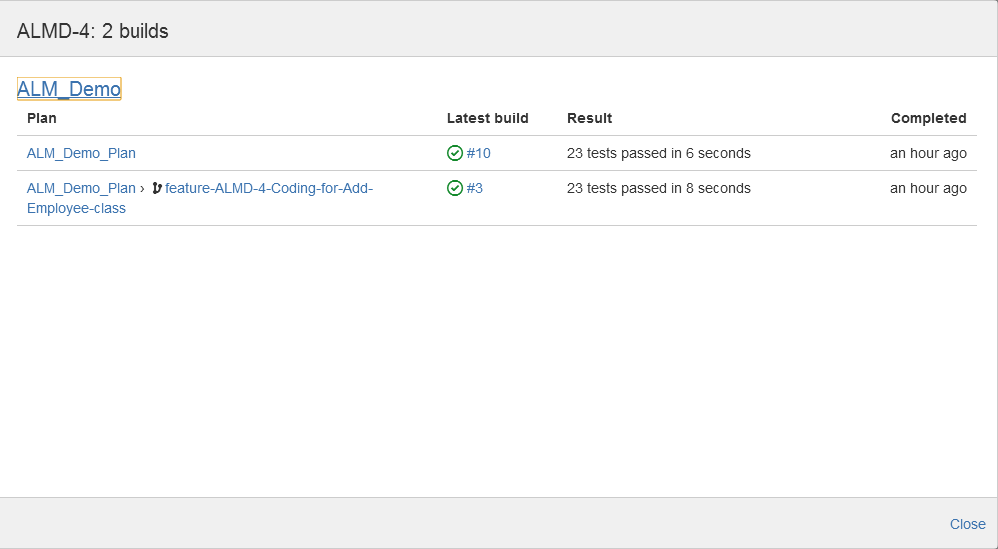 ALMD-4: 2 builds
ALM_Demo
Plan Latest build Result Completed
ALM_Demo_Plan #10 23 tests passed in 6 seconds an hour ago
ALM_Demo_Plan › feature-ALMD-4-Coding-for-Add- #3 23 tests passed in 8 seconds an hour ago
Employee-class
Close